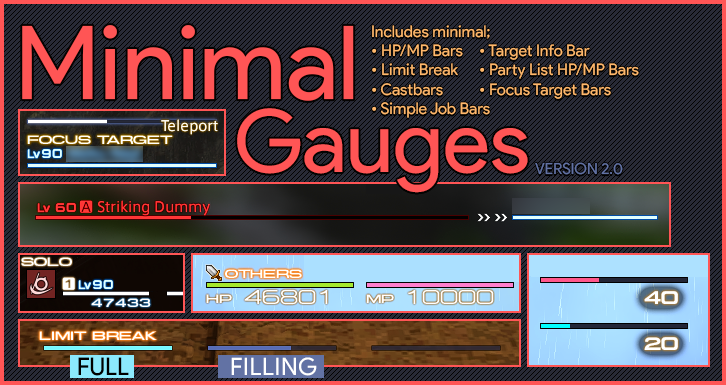 Minimal
Gauges
Includes minimal;
• HP/MP Bars • Target Info Bar
• Limit Break • Party List HP/MP Bars
• Castbars • Focus Target Bars
• Simple Job Bars
VERSION 2.0
Teleport
FOCUS TARGET
Lv90
Lv 60 A Striking Dummy
SOLO
1 Lv90
47433
OTHERS
HP 46801 MP 10000
40
20
LIMIT BREAK
FULL FILLING